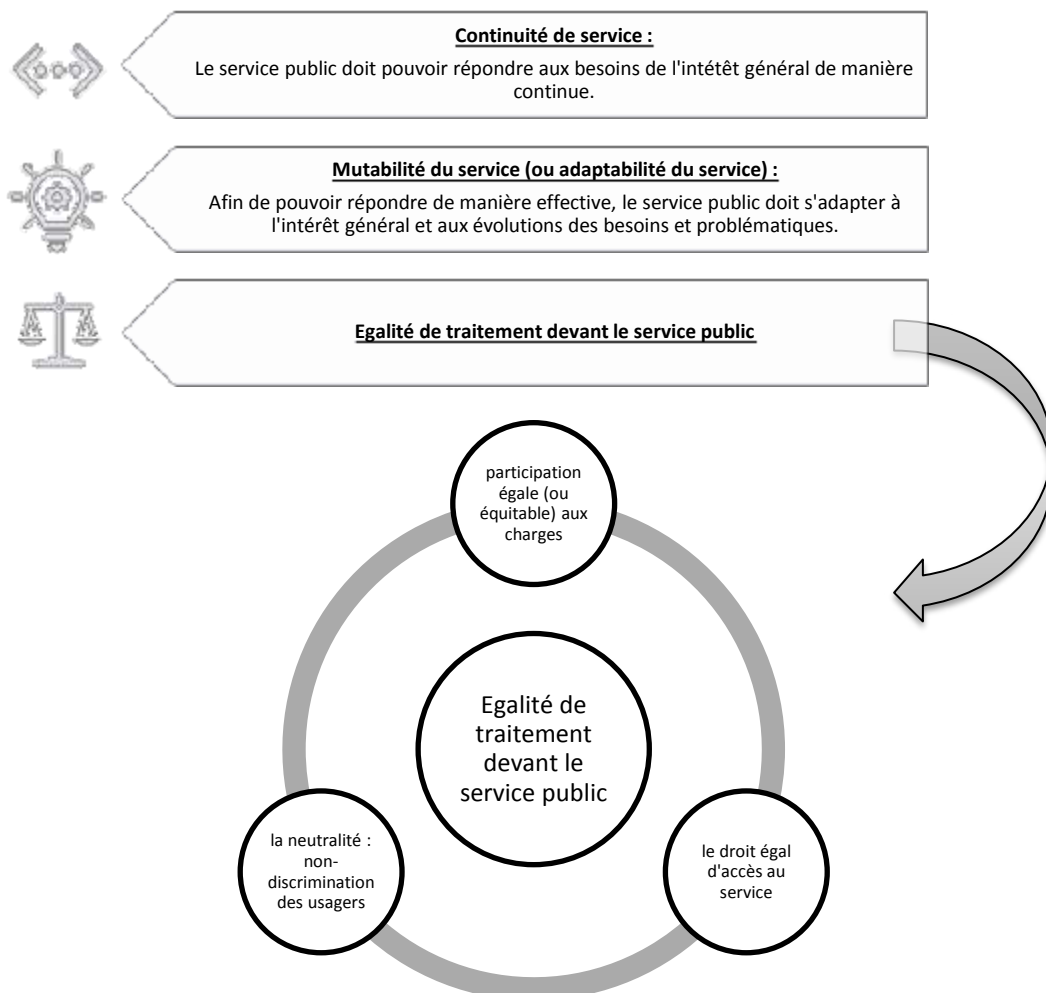 Continuité de service :
Le service public doit pouvoir répondre aux besoins de l'intétêt général de manière
continue.
Mutabilité du service (ou adaptabilité du service) :
Afin de pouvoir répondre de manière effective, le service public doit s'adapter à
l'intérêt général et aux évolutions des besoins et problématiques.
Egalité de traitement devant le service public
participation
égale (ou
équitable) aux
charges
Egalité de
traitement
devant le
service public
la neutralité :
non-
discrimination
des usagers
le droit égal
d'accès au
service